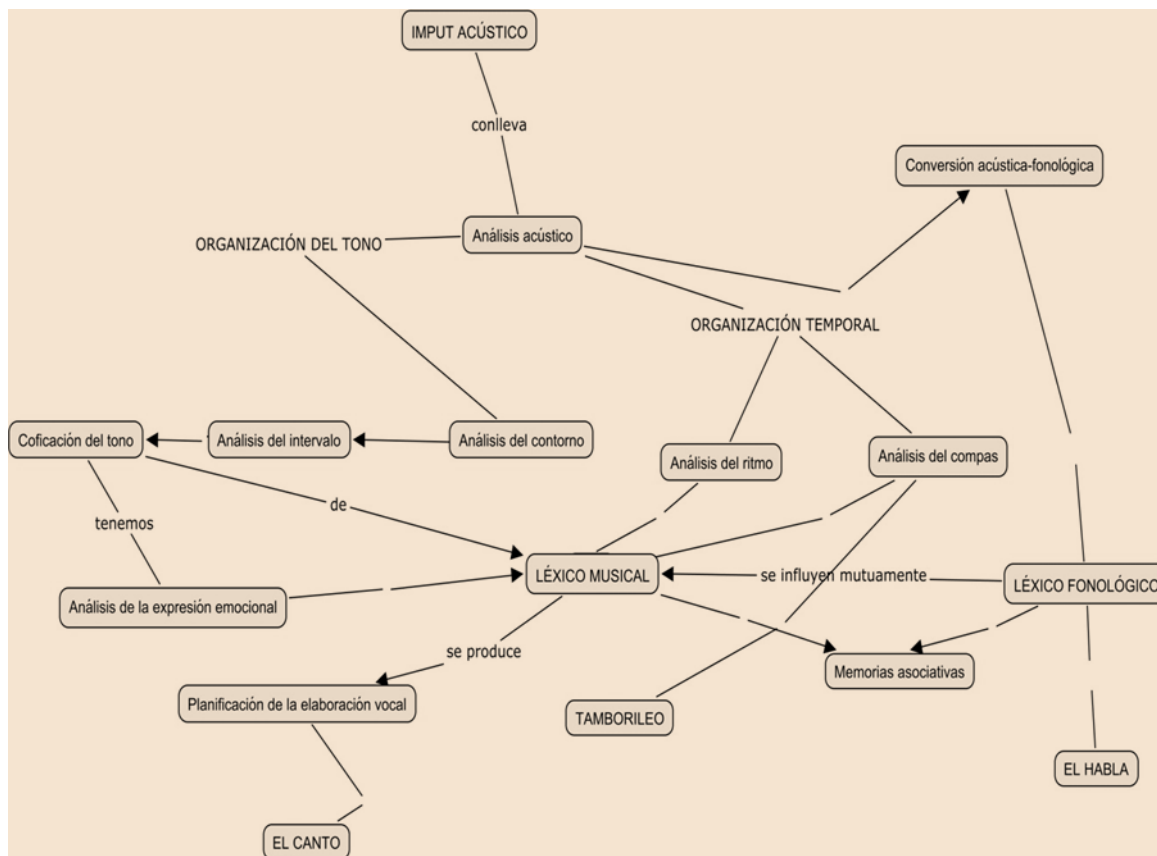 IMPUT ACÚSTICO
conlleva
Conversión acústica-fonológica
Análisis acústico
ORGANIZACIÓN DEL TONO
ORGANIZACIÓN TEMPORAL
Coficación del tono
Análisis del intervalo
Análisis del contorno
Análisis del ritmo
Análisis del compas
de
tenemos
LÉXICO MUSICAL
se influyen mutuamente
LÉXICO FONOLÓGICO
Análisis de la expresión emocional
se produce
Memorias asociativas
Planificación de la elaboración vocal
TAMBORILEO
EL HABLA
EL CANTO